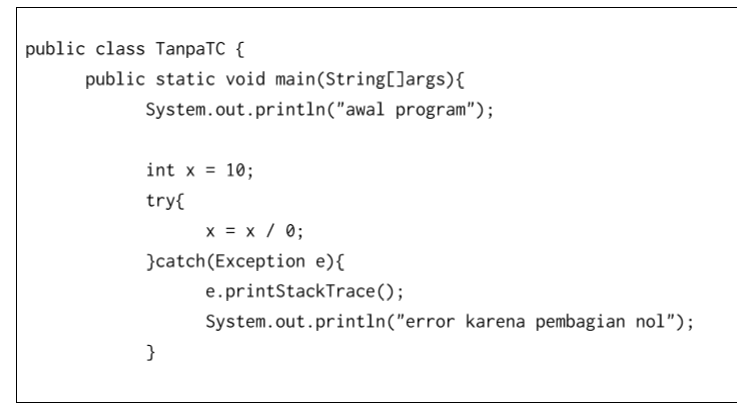 public class TanpaTC {
public static void main(String[]args){
System.out.println("awal program");
int x = 10;
try{
x = x / 0;
}catch(Exception e){
e.printStackTrace();
System.out.println("error karena pembagian nol");
}